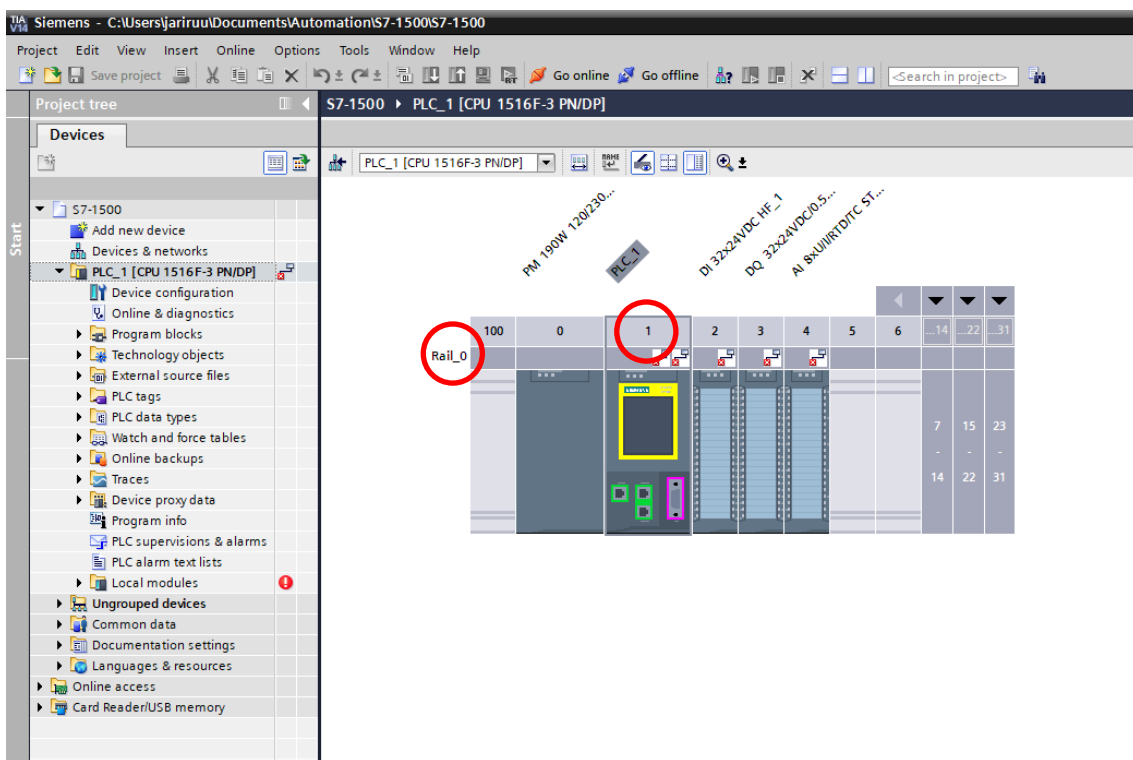 TIA V14 Siemens - C:\Users\jariruu\Documents\Automation\S7-1500\S7-1500
Project Edit View Insert Online Options Tools Window Help
Save project Go online Go offline <Search in project>
Project tree
S7-1500 PLC_1 [CPU 1516F-3 PN/DP]
Devices
PLC_1 [CPU 1516F-3 PN/DP]
Start
S7-1500
Add new device
Devices & networks
PLC_1 [CPU 1516F-3 PN/DP]
Device configuration
Online & diagnostics
Program blocks
Technology objects
External source files
PLC tags
PLC data types
Watch and force tables
Online backups
Traces
Device proxy data
Program info
PLC supervisions & alarms
PLC alarm text lists
Local modules
Ungrouped devices
Common data
Documentation settings
Languages & resources
Online access
Card Reader/USB memory
PM 190W 120/230...
PLC_1
DI 32x24VDC HF_1
DQ 32x24VDC/0.5...
AI 8xU/I/RTD/TC ST...
100 0 1 2 3 4 5 6 ...14 ...22 ...31
Rail_0
SIEMENS
7 15 23
- - -
14 22 31